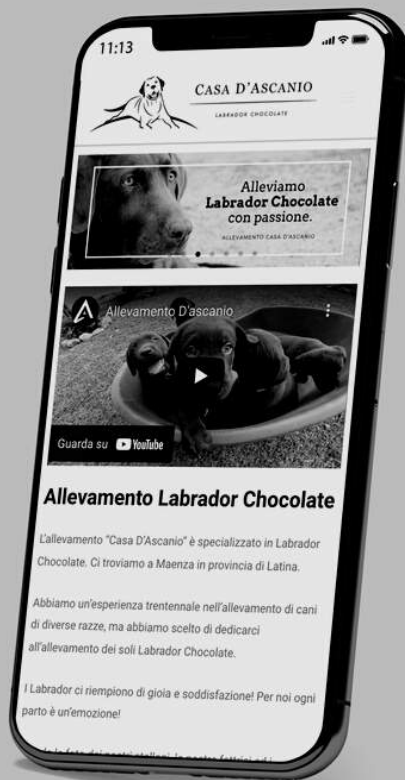 11:13
CASA D'ASCANIO
LABRADOR CHOCOLATE
Alleviamo
Labrador Chocolate
con passione.
ALLEVAMENTO CASA D'ASCANIO
Allevamento D'ascanio
Guarda su YouTube
Allevamento Labrador Chocolate
L'allevamento "Casa D'Ascanio" è specializzato in Labrador
Chocolate. Ci troviamo a Maenza in provincia di Latina.
Abbiamo un'esperienza trentennale nell'allevamento di cani
di diverse razze, ma abbiamo scelto di dedicarci
all'allevamento dei soli Labrador Chocolate.
I Labrador ci riempiono di gioia e soddisfazione! Per noi ogni
parto è un'emozione!